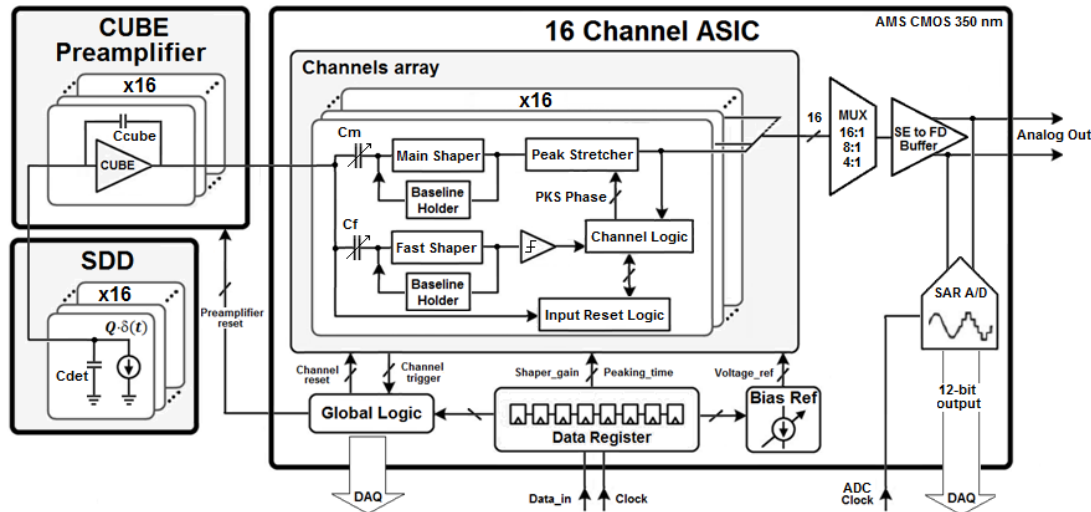 CUBE
Preamplifier
x16
Ccube
CUBE
SDD
x16
Q·δ(t)
Cdet
Preamplifier
reset
16 Channel ASIC
AMS CMOS 350 nm
Channels array
x16
Cm
Main Shaper
Peak Stretcher
Baseline
Holder
PKS Phase
Cf
Fast Shaper
Channel Logic
Baseline
Holder
Input Reset Logic
16
MUX
16:1
8:1
4:1
SE to FD
Buffer
Analog Out
SAR A/D
12-bit
output
Channel
reset
Channel
trigger
Shaper_gain
Peaking_time
Voltage_ref
Global Logic
Data Register
Bias Ref
DAQ
Data_in
Clock
ADC
Clock
DAQ